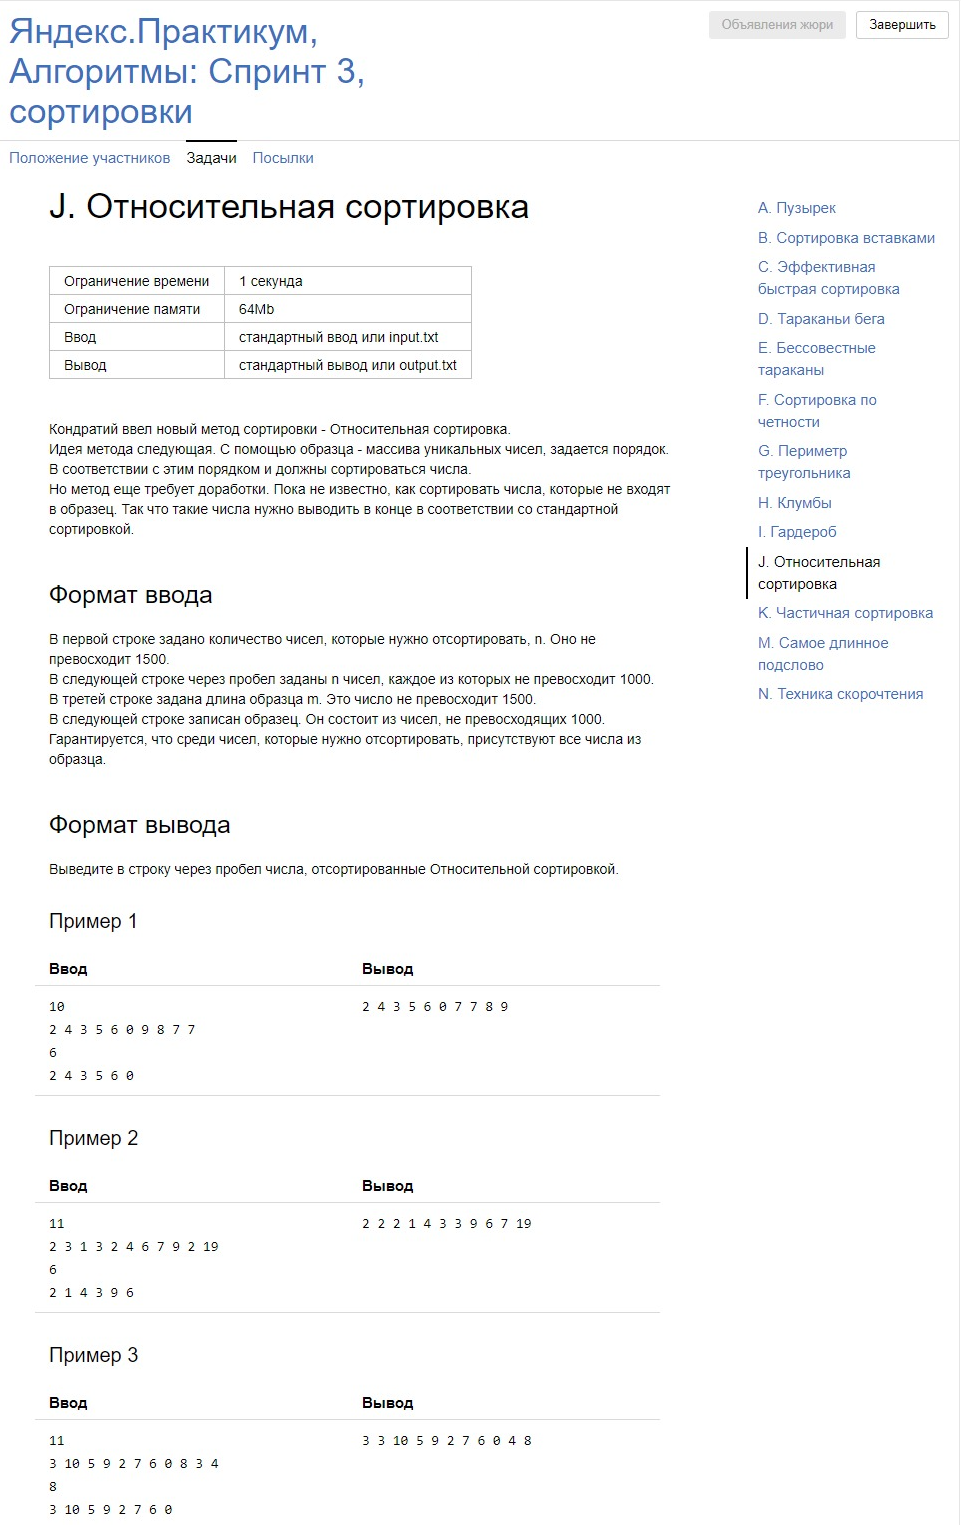 Яндекс.Практикум,
Алгоритмы: Спринт 3,
сортировки
Объявления жюри
Завершить
Положение участников
Задачи
Посылки
J. Относительная сортировка
Ограничение времени 1 секунда
Ограничение памяти 64Mb
Ввод стандартный ввод или input.txt
Вывод стандартный вывод или output.txt
Кондратий ввел новый метод сортировки - Относительная сортировка.
Идея метода следующая. С помощью образца - массива уникальных чисел, задается порядок.
В соответствии с этим порядком и должны сортироваться числа.
Но метод еще требует доработки. Пока не известно, как сортировать числа, которые не входят
в образец. Так что такие числа нужно выводить в конце в соответствии со стандартной
сортировкой.
Формат ввода
В первой строке задано количество чисел, которые нужно отсортировать, n. Оно не
превосходит 1500.
В следующей строке через пробел заданы n чисел, каждое из которых не превосходит 1000.
В третей строке задана длина образца m. Это число не превосходит 1500.
В следующей строке записан образец. Он состоит из чисел, не превосходящих 1000.
Гарантируется, что среди чисел, которые нужно отсортировать, присутствуют все числа из
образца.
Формат вывода
Выведите в строку через пробел числа, отсортированные Относительной сортировкой.
Пример 1
Ввод Вывод
10 2 4 3 5 6 0 7 7 8 9
2 4 3 5 6 0 9 8 7 7
6
2 4 3 5 6 0
Пример 2
Ввод Вывод
11 2 2 2 1 4 3 3 9 6 7 19
2 3 1 3 2 4 6 7 9 2 19
6
2 1 4 3 9 6
Пример 3
Ввод Вывод
11 3 3 10 5 9 2 7 6 0 4 8
3 10 5 9 2 7 6 0 8 3 4
8
3 10 5 9 2 7 6 0
A. Пузырек
B. Сортировка вставками
C. Эффективная
быстрая сортировка
D. Тараканьи бега
E. Бессовестные
тараканы
F. Сортировка по
четности
G. Периметр
треугольника
H. Клумбы
I. Гардероб
J. Относительная
сортировка
K. Частичная сортировка
M. Самое длинное
подслово
N. Техника скорочтения